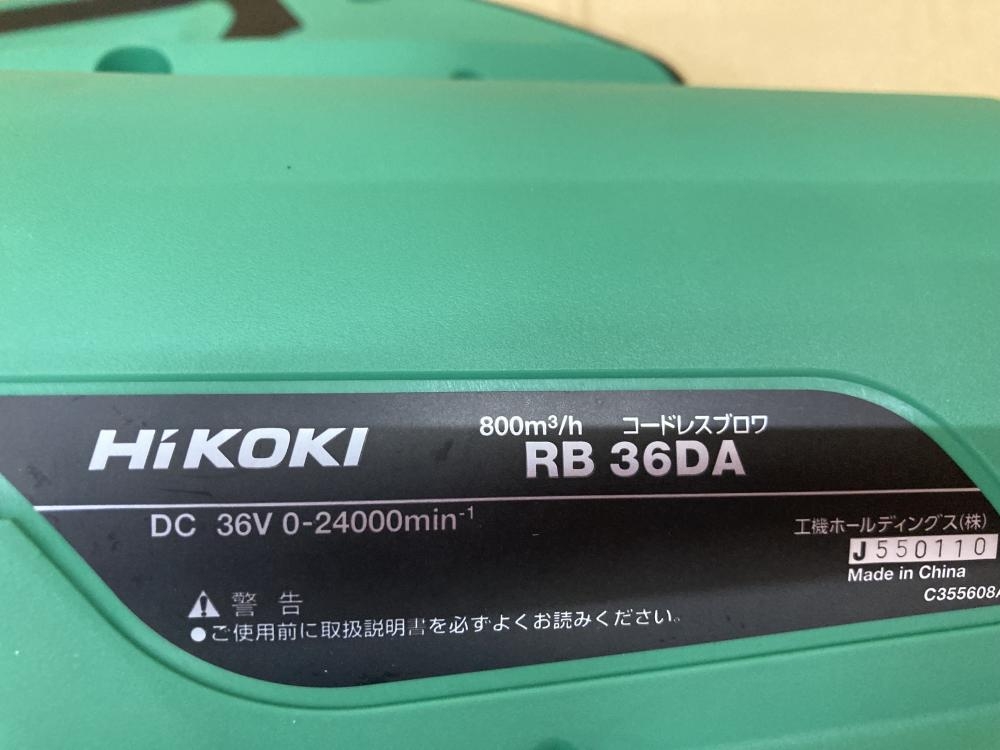 HiKOKI
800m³/h コードレスブロワ
RB 36DA
DC 36V 0-24000min⁻¹
工機ホールディングス(株)
J550110
Made in China
C355608A
⚠警告
●ご使用前に取扱説明書を必ずよくお読みください。